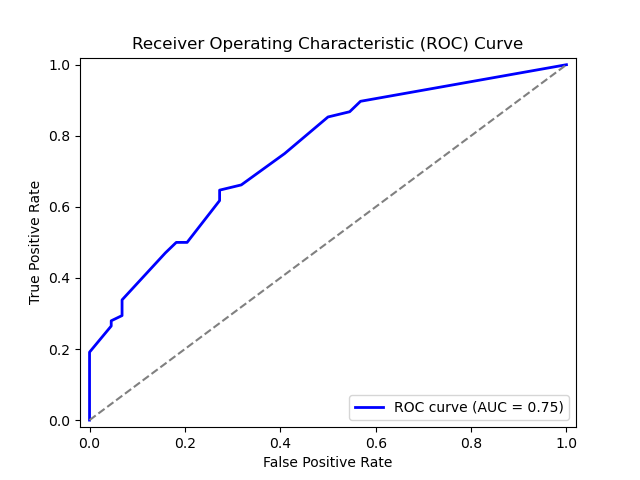 Receiver Operating Characteristic (ROC) Curve
True Positive Rate
1.0
0.8
0.6
0.4
0.2
0.0
ROC curve (AUC = 0.75)
0.0 0.2 0.4 0.6 0.8 1.0
False Positive Rate